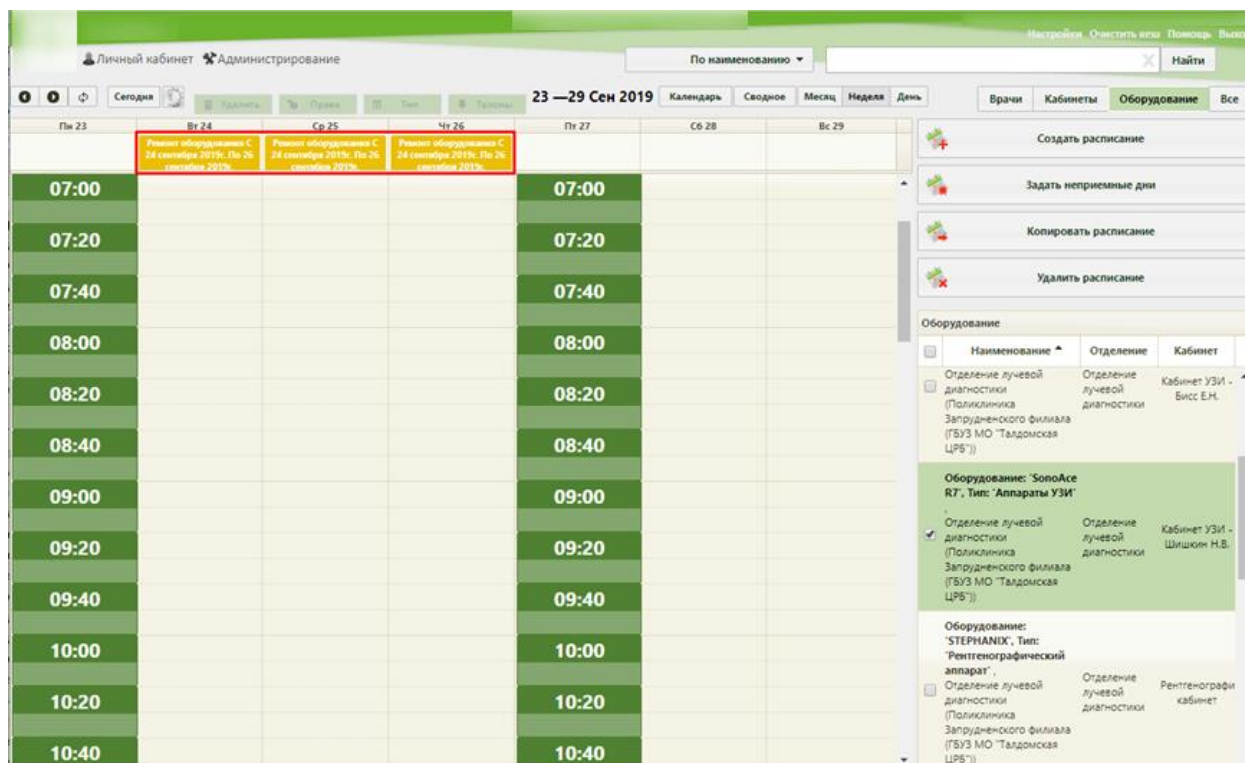 Настройки Очистить кеш Помощь Выхо
Личный кабинет Администрирование
По наименованию
Найти
Сегодня
Удалить
Права
Тип
Талоны
23 —29 Сен 2019
Календарь Сводное Месяц Неделя День
Врачи Кабинеты Оборудование Все
Пн 23 Вт 24 Ср 25 Чт 26 Пт 27 Сб 28 Вс 29
Ремонт оборудования С
24 сентября 2019г. По 26
сентября 2019г.
Ремонт оборудования С
24 сентября 2019г. По 26
сентября 2019г.
Ремонт оборудования С
24 сентября 2019г. По 26
сентября 2019г.
07:00 07:00
07:20 07:20
07:40 07:40
08:00 08:00
08:20 08:20
08:40 08:40
09:00 09:00
09:20 09:20
09:40 09:40
10:00 10:00
10:20 10:20
10:40 10:40
Создать расписание
Задать неприемные дни
Копировать расписание
Удалить расписание
Оборудование
Наименование Отделение Кабинет
Отделение лучевой
диагностики
(Поликлиника
Запрудненского филиала
(ГБУЗ МО "Талдомская
ЦРБ"))
Отделение
лучевой
диагностики
Кабинет УЗИ -
Бисс Е.Н.
Оборудование: 'SonoAce
R7', Тип: 'Аппараты УЗИ'
,
Отделение лучевой
диагностики
(Поликлиника
Запрудненского филиала
(ГБУЗ МО "Талдомская
ЦРБ"))
Отделение
лучевой
диагностики
Кабинет УЗИ -
Шишкин Н.В.
Оборудование:
'STEPHANIX', Тип:
'Рентгенографический
аппарат' ,
Отделение лучевой
диагностики
(Поликлиника
Запрудненского филиала
(ГБУЗ МО "Талдомская
ЦРБ"))
Отделение
лучевой
диагностики
Рентгенографи
кабинет